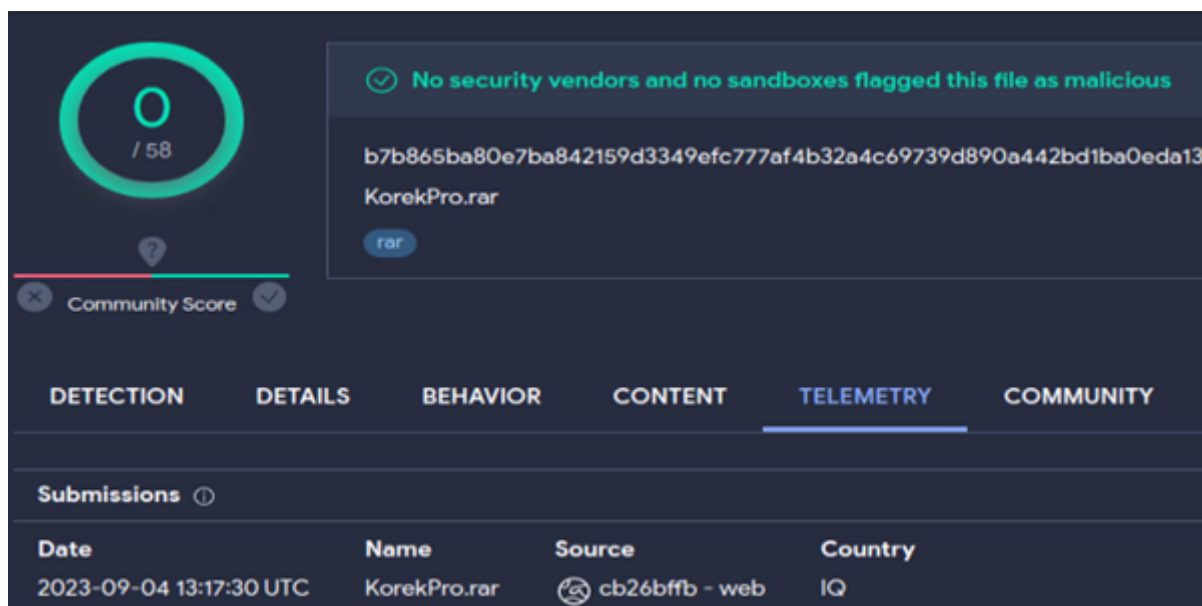 0
/ 58
No security vendors and no sandboxes flagged this file as malicious
b7b865ba80e7ba842159d3349efc777af4b32a4c69739d890a442bd1ba0eda13
KorekPro.rar
rar
?
Community Score
DETECTION DETAILS BEHAVIOR CONTENT TELEMETRY COMMUNITY
Submissions
Date Name Source Country
2023-09-04 13:17:30 UTC KorekPro.rar cb26bffb - web IQ